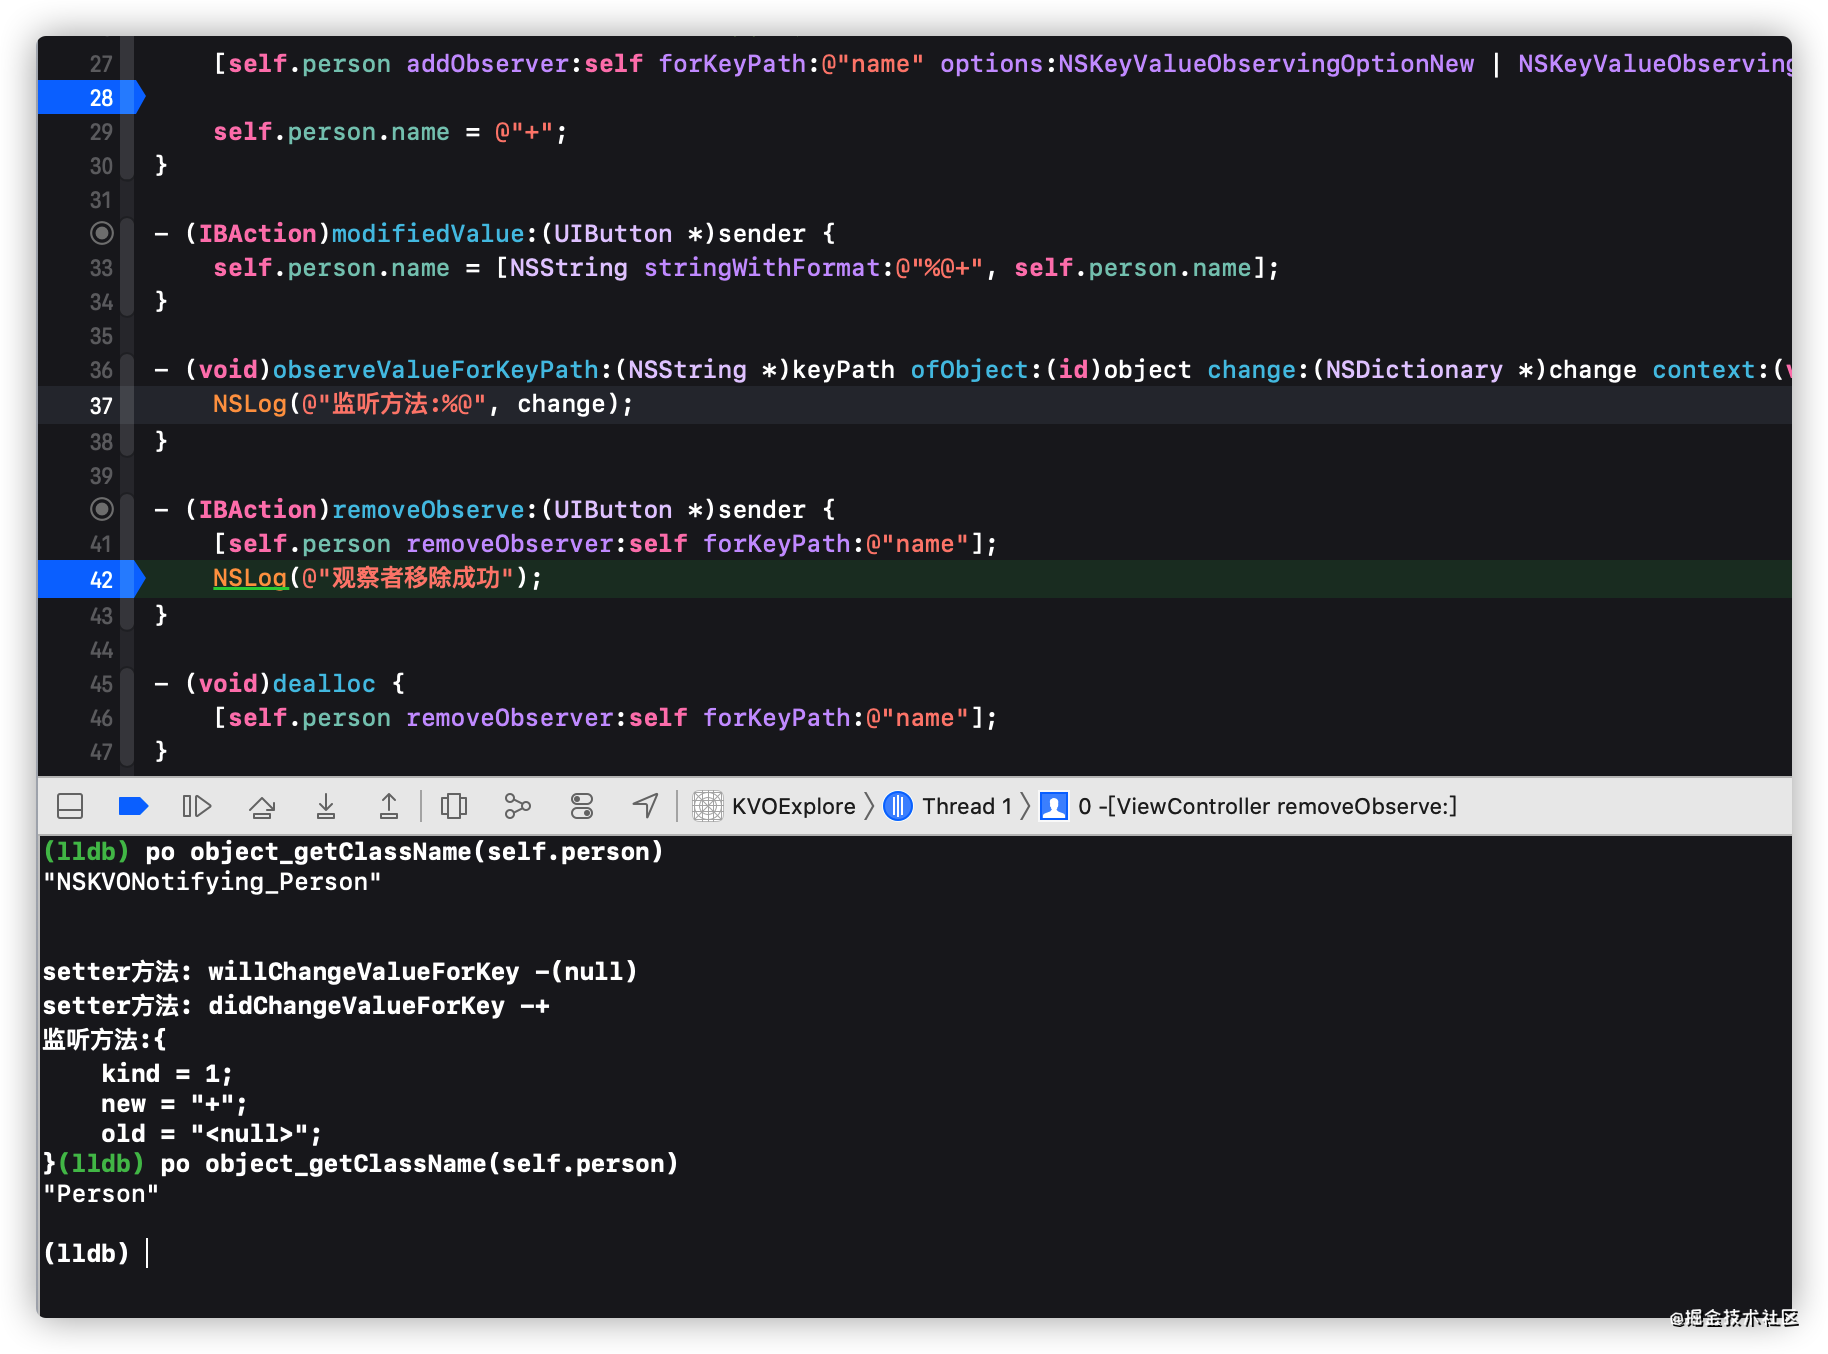 27 [self.person addObserver:self forKeyPath:@"name" options:NSKeyValueObservingOptionNew | NSKeyValueObserving
28
29 self.person.name = @"+";
30 }
31
- (IBAction)modifiedValue:(UIButton *)sender {
33 self.person.name = [NSString stringWithFormat:@"%@+", self.person.name];
34 }
35
36 - (void)observeValueForKeyPath:(NSString *)keyPath ofObject:(id)object change:(NSDictionary *)change context:(v
37 NSLog(@"监听方法:%@", change);
38 }
39
- (IBAction)removeObserve:(UIButton *)sender {
41 [self.person removeObserver:self forKeyPath:@"name"];
42 NSLog(@"观察者移除成功");
43 }
44
45 - (void)dealloc {
46 [self.person removeObserver:self forKeyPath:@"name"];
47 }
KVOExplore 〉 Thread 1 〉 0 -[ViewController removeObserve:]
(lldb) po object_getClassName(self.person)
"NSKVONotifying_Person"
setter方法: willChangeValueForKey -(null)
setter方法: didChangeValueForKey -+
监听方法:{
kind = 1;
new = "+";
old = "<null>";
}(lldb) po object_getClassName(self.person)
"Person"
(lldb)
@掘金技术社区